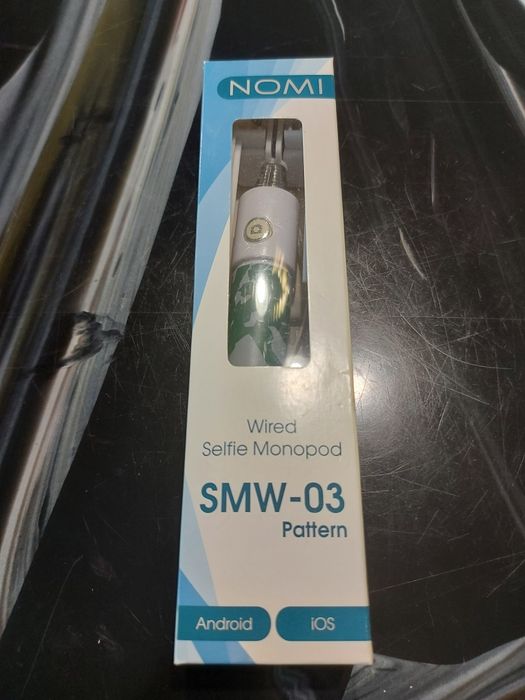 NOMI
Wired
Selfie Monopod
SMW-03
Pattern
Android
iOS